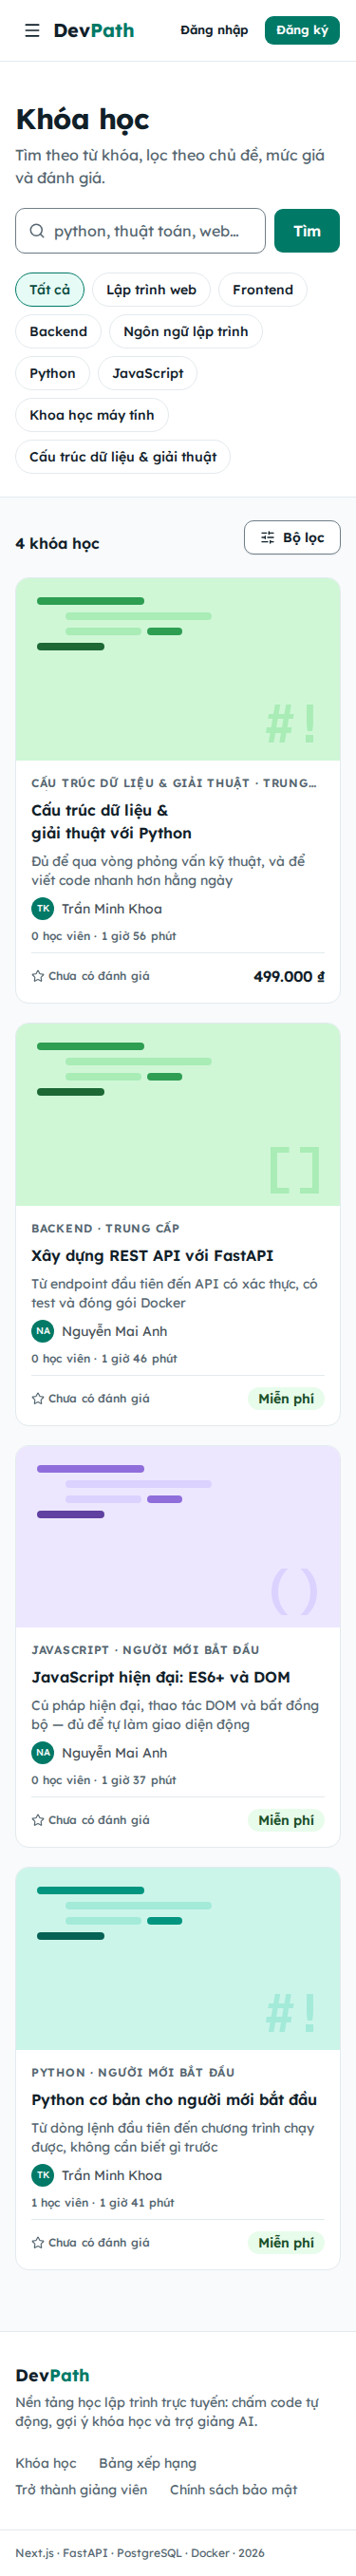 DevPath
Đăng nhập
Đăng ký
Khóa học
Tìm theo từ khóa, lọc theo chủ đề, mức giá
và đánh giá.
python, thuật toán, web...
Tìm
Tất cả
Lập trình web
Frontend
Backend
Ngôn ngữ lập trình
Python
JavaScript
Khoa học máy tính
Cấu trúc dữ liệu & giải thuật
4 khóa học
Bộ lọc
#!
CẤU TRÚC DỮ LIỆU & GIẢI THUẬT · TRUNG…
Cấu trúc dữ liệu &
giải thuật với Python
Đủ để qua vòng phỏng vấn kỹ thuật, và để
viết code nhanh hơn hằng ngày
TK Trần Minh Khoa
0 học viên · 1 giờ 56 phút
Chưa có đánh giá
499.000 ₫
[]
BACKEND · TRUNG CẤP
Xây dựng REST API với FastAPI
Từ endpoint đầu tiên đến API có xác thực, có
test và đóng gói Docker
NA Nguyễn Mai Anh
0 học viên · 1 giờ 46 phút
Chưa có đánh giá
Miễn phí
()
JAVASCRIPT · NGƯỜI MỚI BẮT ĐẦU
JavaScript hiện đại: ES6+ và DOM
Cú pháp hiện đại, thao tác DOM và bất đồng
bộ — đủ để tự làm giao diện động
NA Nguyễn Mai Anh
0 học viên · 1 giờ 37 phút
Chưa có đánh giá
Miễn phí
#!
PYTHON · NGƯỜI MỚI BẮT ĐẦU
Python cơ bản cho người mới bắt đầu
Từ dòng lệnh đầu tiên đến chương trình chạy
được, không cần biết gì trước
TK Trần Minh Khoa
1 học viên · 1 giờ 41 phút
Chưa có đánh giá
Miễn phí
DevPath
Nền tảng học lập trình trực tuyến: chấm code tự
động, gợi ý khóa học và trợ giảng AI.
Khóa học
Bảng xếp hạng
Trở thành giảng viên
Chính sách bảo mật
Next.js · FastAPI · PostgreSQL · Docker · 2026